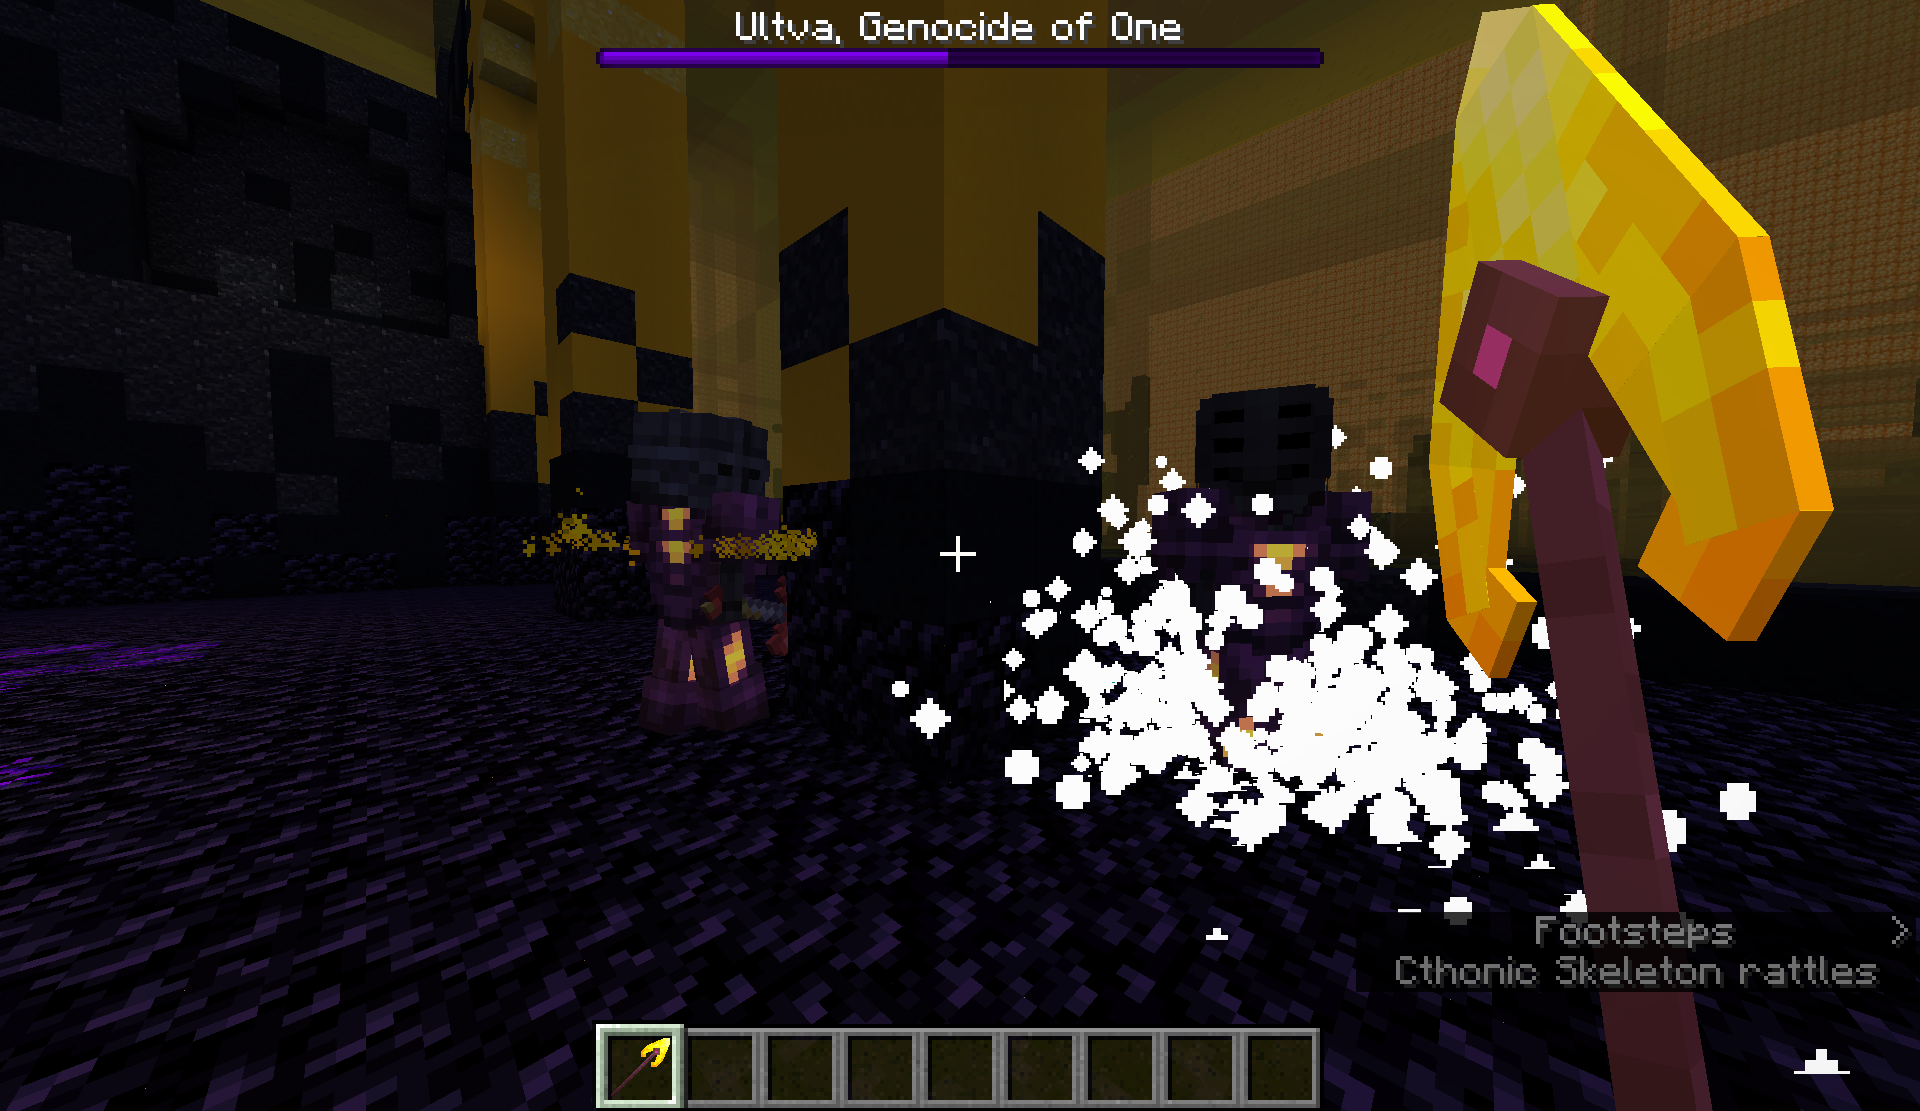 Ultva, Genocide of One
Footsteps >
Cthonic Skeleton rattles